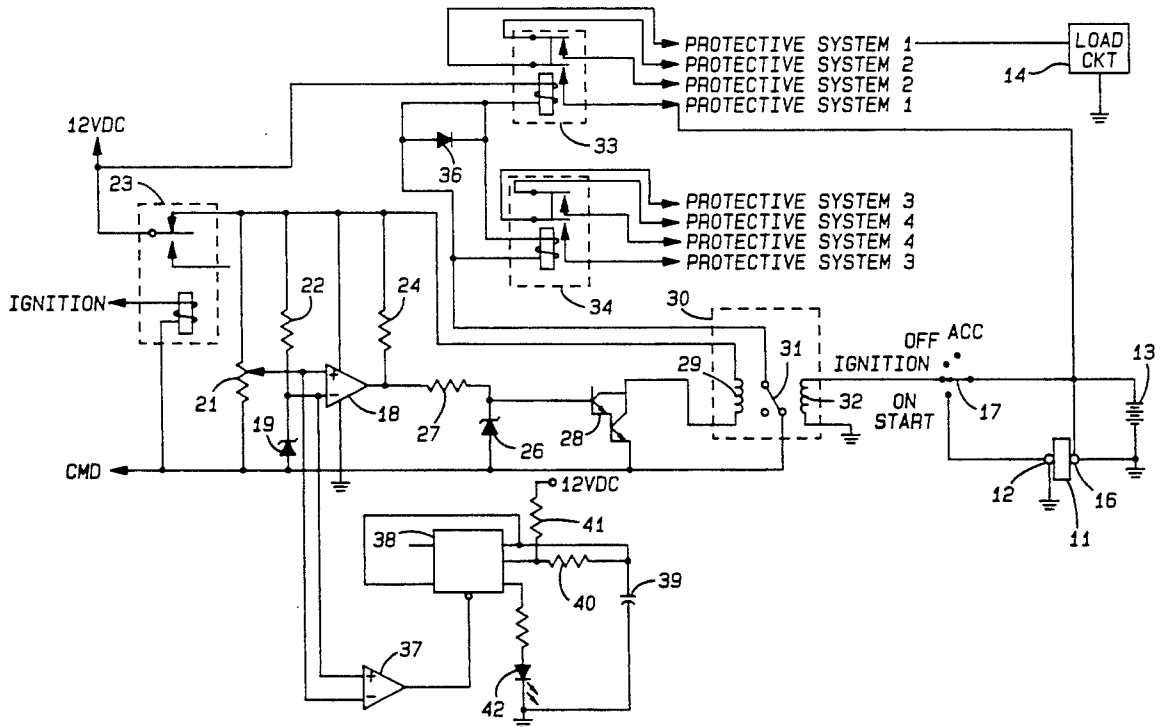 PROTECTIVE SYSTEM 1
PROTECTIVE SYSTEM 2
PROTECTIVE SYSTEM 2
PROTECTIVE SYSTEM 1
LOAD
CKT
14
12VDC
33
36
23
PROTECTIVE SYSTEM 3
PROTECTIVE SYSTEM 4
PROTECTIVE SYSTEM 4
PROTECTIVE SYSTEM 3
22
24
34
30
IGNITION
OFF
ACC
IGNITION
31
13
29
32
+
-
21
18
27
28
ON
START
17
19
26
CMD
12VDC
12
16
11
38
41
40
39
37
+
-
42